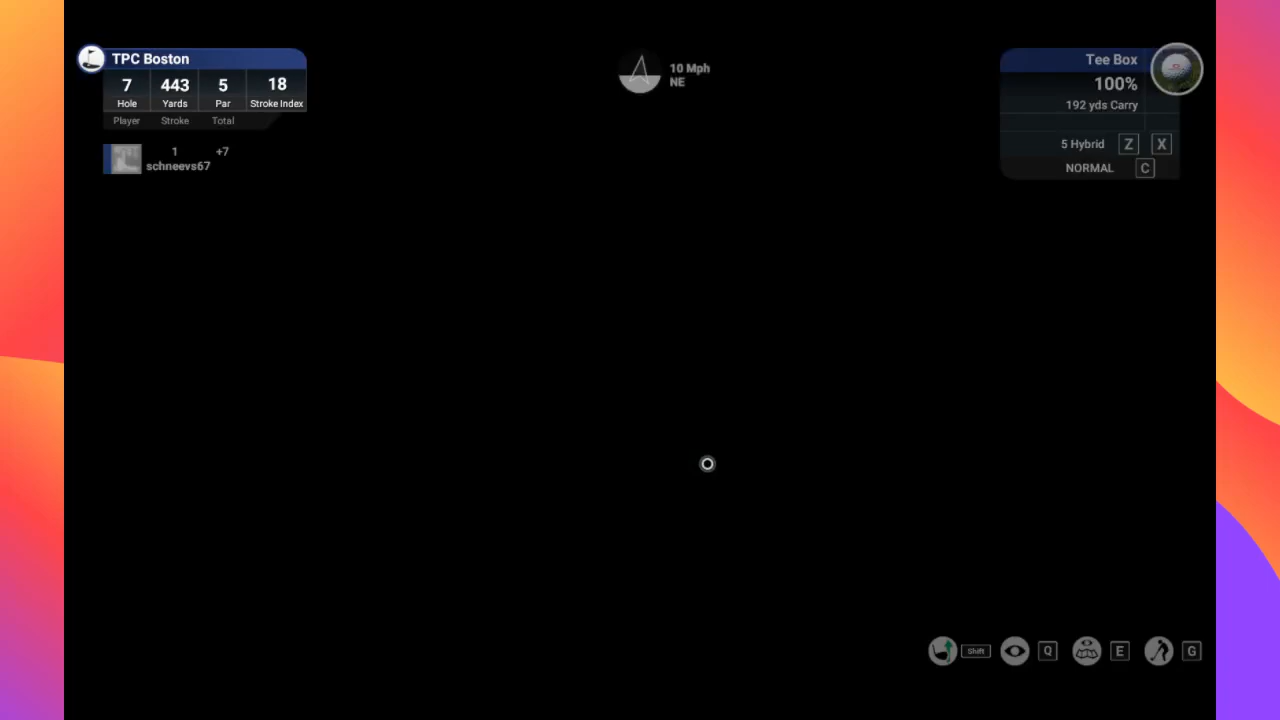 TPC Boston
7 443 5 18
Hole Yards Par Stroke Index
Player Stroke Total
1 +7
schneevs67
10 Mph
NE
Tee Box
100%
192 yds Carry
5 Hybrid Z X
NORMAL C
Shift Q E G